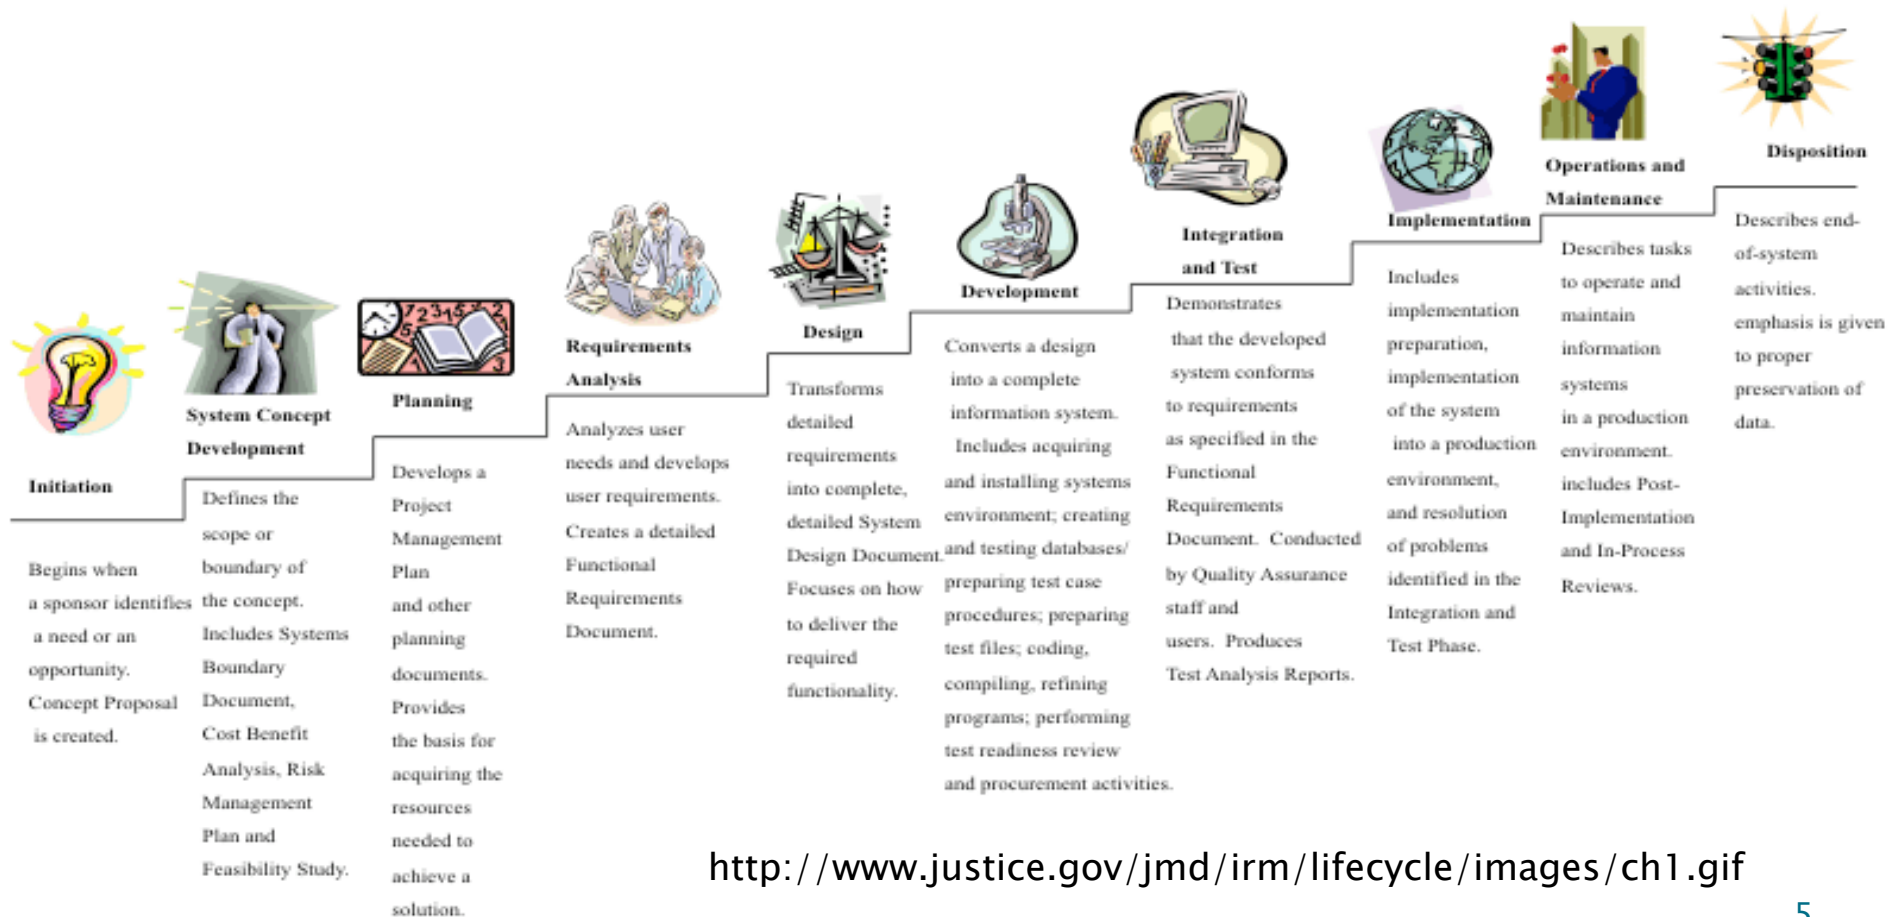 Initiation
Begins when
a sponsor identifies
a need or an
opportunity.
Concept Proposal
is created.
System Concept
Development
Defines the
scope or
boundary of
the concept.
Includes Systems
Boundary
Document,
Cost Benefit
Analysis, Risk
Management
Plan and
Feasibility Study.
Planning
Develops a
Project
Management
Plan
and other
planning
documents.
Provides
the basis for
acquiring the
resources
needed to
achieve a
solution.
Requirements
Analysis
Analyzes user
needs and develops
user requirements.
Creates a detailed
Functional
Requirements
Document.
Design
Transforms
detailed
requirements
into complete,
detailed System
Design Document.
Focuses on how
to deliver the
required
functionality.
Development
Converts a design
into a complete
information system.
Includes acquiring
and installing systems
environment; creating
and testing databases/
preparing test case
procedures; preparing
test files; coding,
compiling, refining
programs; performing
test readiness review
and procurement activities.
Integration
and Test
Demonstrates
that the developed
system conforms
to requirements
as specified in the
Functional
Requirements
Document. Conducted
by Quality Assurance
staff and
users. Produces
Test Analysis Reports.
Implementation
Includes
implementation
preparation,
implementation
of the system
into a production
environment,
and resolution
of problems
identified in the
Integration and
Test Phase.
Operations and
Maintenance
Describes tasks
to operate and
maintain
information
systems
in a production
environment.
includes Post-
Implementation
and In-Process
Reviews.
Disposition
Describes end-
of-system
activities.
emphasis is given
to proper
preservation of
data.
http://www.justice.gov/jmd/irm/lifecycle/images/ch1.gif
5